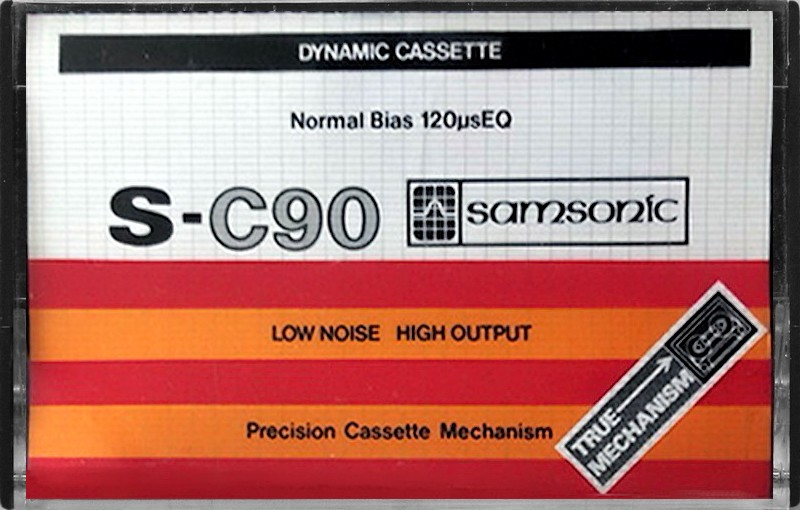 DYNAMIC CASSETTE
Normal Bias 120µsEQ
S-C90 samsonic
LOW NOISE HIGH OUTPUT
Precision Cassette Mechanism
TRUE
MECHANISM